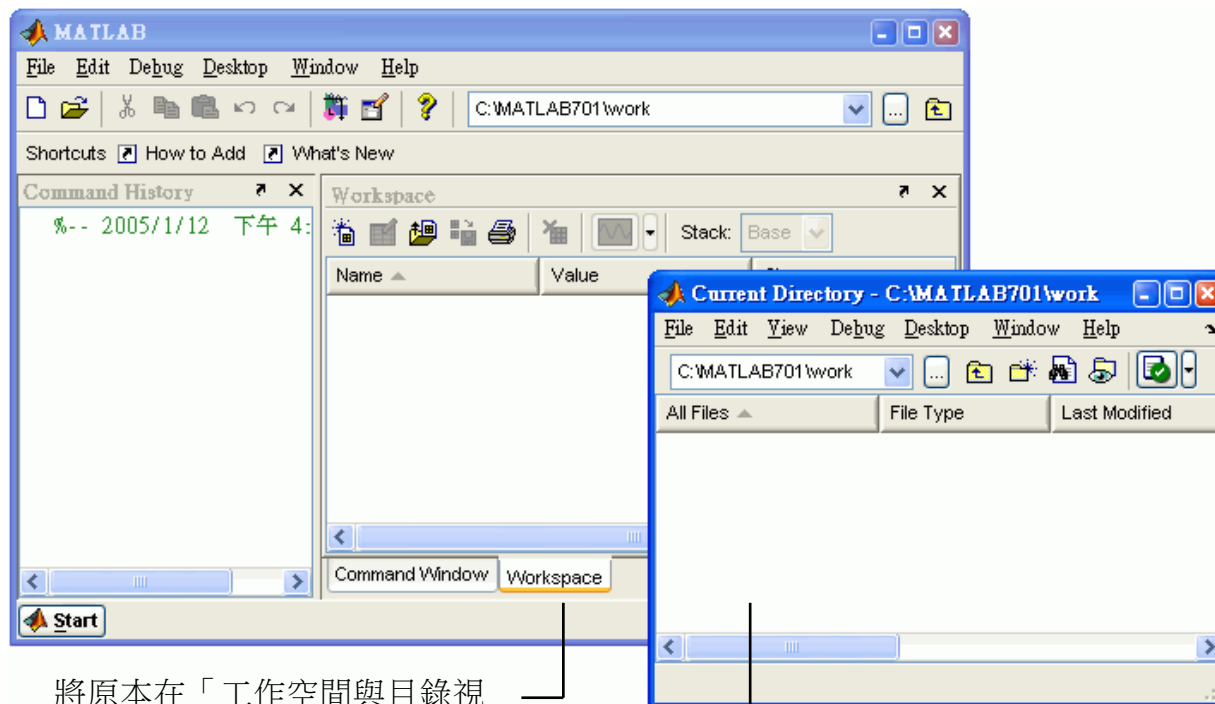 MATLAB
File Edit Debug Desktop Window Help
C:\MATLAB701\work
...
Shortcuts How to Add What's New
Command History
%-- 2005/1/12 下午 4:
Workspace
Stack: Base
Name Value
Command Window Workspace
Start
Current Directory - C:\MATLAB701\work
File Edit View Debug Desktop Window Help
C:\MATLAB701\work
...
All Files File Type Last Modified
將原本在「工作空間與目錄視